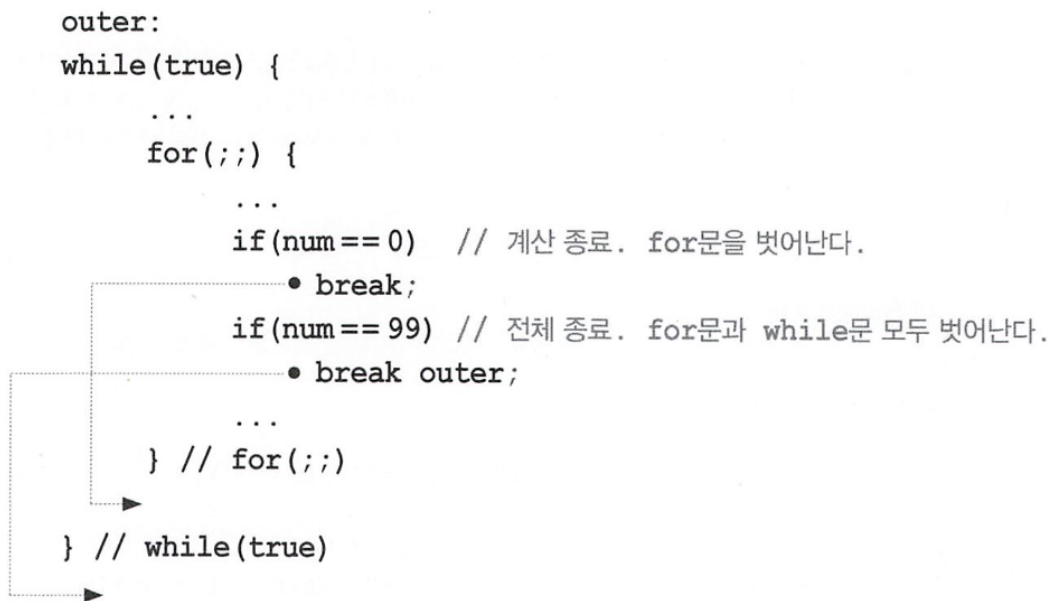 outer:
while(true) {
...
for(;;) {
...
if(num == 0) // 계산 종료. for문을 벗어난다.
break;
if(num == 99) // 전체 종료. for문과 while문 모두 벗어난다.
break outer;
...
} // for(;;)
} // while(true)